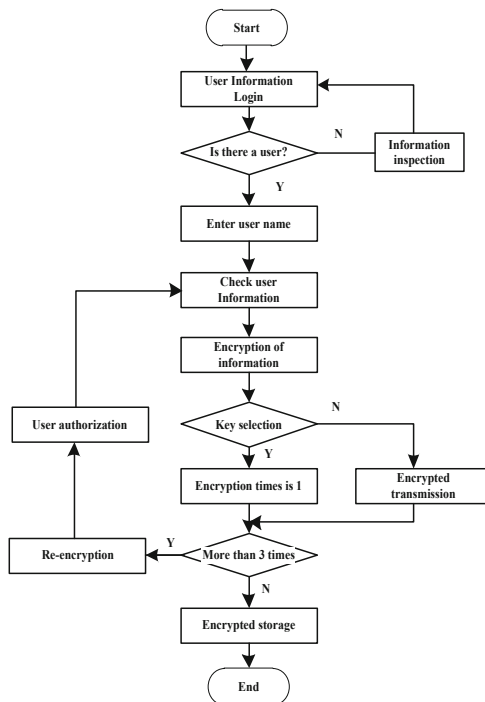 Start
User Information
Login
N
Is there a user?
Information
inspection
Y
Enter user name
Check user
Information
Encryption of
information
N
User authorization
Key selection
Y
Encryption times is 1
Encrypted
transmission
Re-encryption
Y
More than 3 times
N
Encrypted storage
End